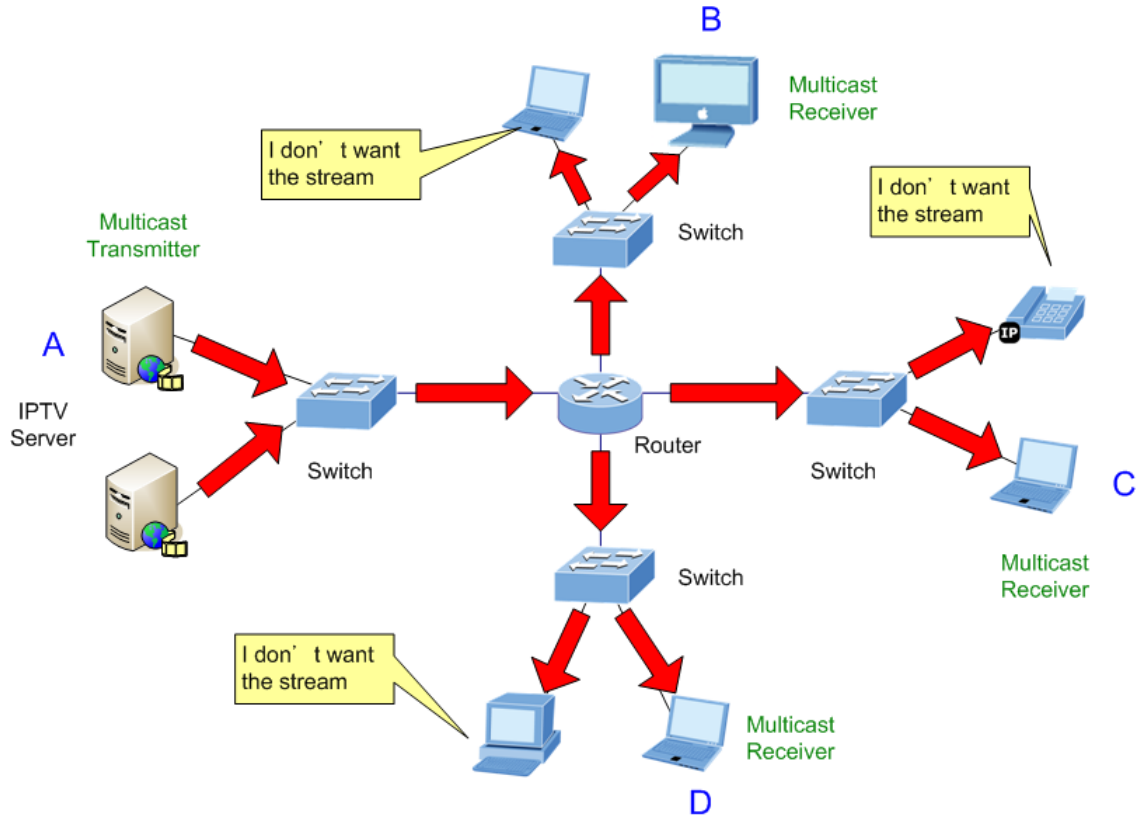 B
Multicast
Receiver
I don’ t want
the stream
Switch
I don’ t want
the stream
Multicast
Transmitter
A
IP
IPTV
Server
Switch
Router
Switch
C
Multicast
Receiver
Switch
I don’ t want
the stream
Multicast
Receiver
D